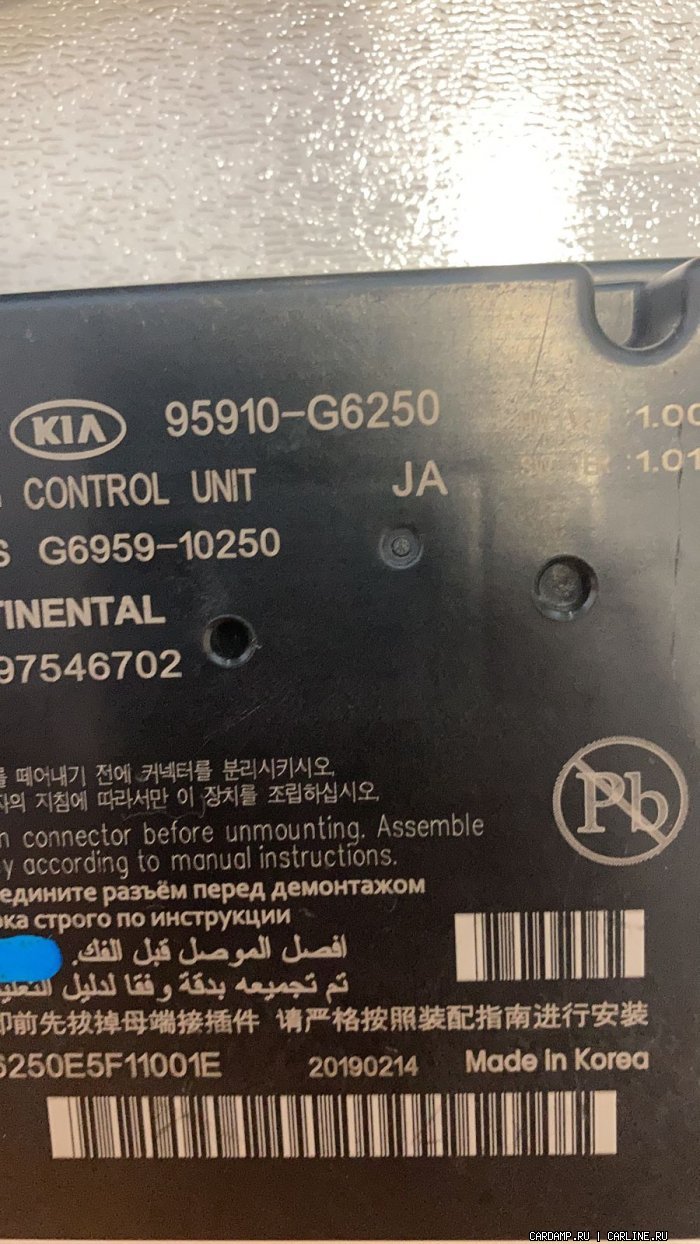 KIA 95910-G6250 1.00
SW VER : 1.01
CONTROL UNIT JA
S G6959-10250
TINENTAL
97546702
를 떼어내기 전에 커넥터를 분리시키시오.
자의 지침에 따라서만 이 장치를 조립하십시오.
Pb
n connector before unmounting. Assemble
y according to manual instructions.
едините разъём перед демонтажом
рка строго по инструкции
افصل الموصل قبل الفك.
تم تجميعه بدقة وفقا لدليل
卸前先拔掉母端接插件 请严格按照装配指南进行安装
6250E5F11001E 20190214 Made in Korea
CARDAMP.RU | CARLINE.RU